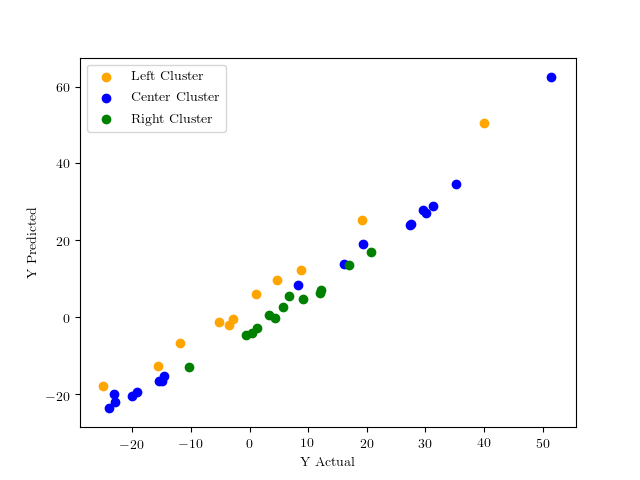 Left Cluster
Center Cluster
Right Cluster
60
40
20
0
−20
Y Predicted
−20 −10 0 10 20 30 40 50
Y Actual